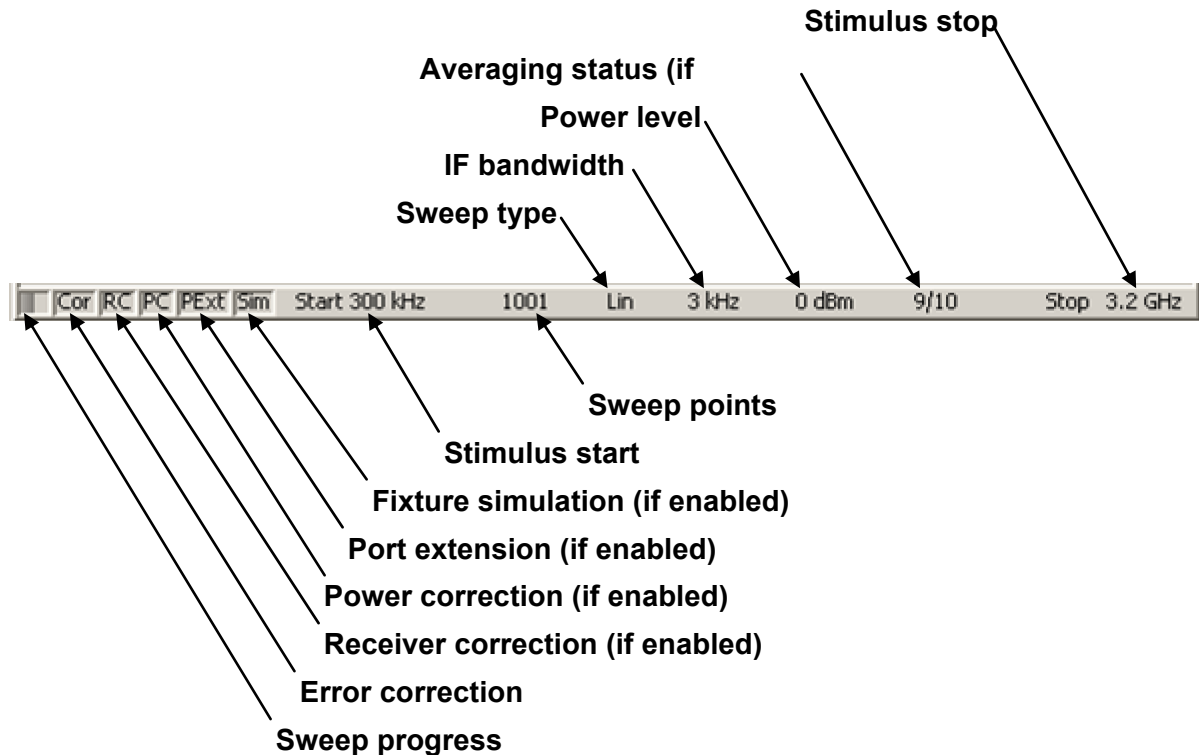 Stimulus stop
Averaging status (if
Power level
IF bandwidth
Sweep type
Cor RC PC PExt Sim Start 300 kHz 1001 Lin 3 kHz 0 dBm 9/10 Stop 3.2 GHz
Sweep points
Stimulus start
Fixture simulation (if enabled)
Port extension (if enabled)
Power correction (if enabled)
Receiver correction (if enabled)
Error correction
Sweep progress